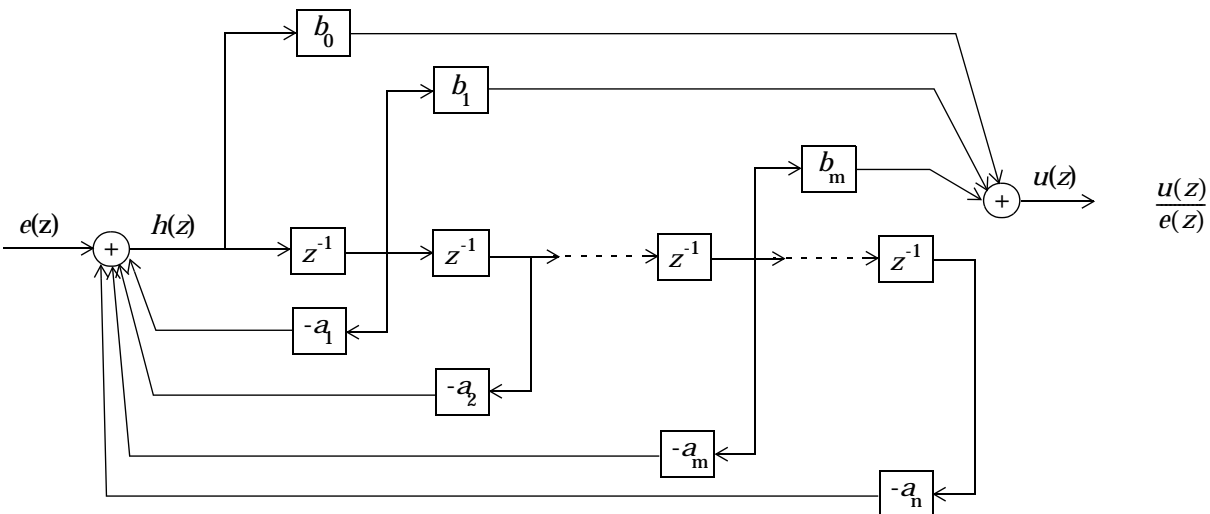 b₀
b₁
bₘ
u(z)
u(z)
e(z)
e(z)
+
h(z)
+
z⁻¹
z⁻¹
z⁻¹
z⁻¹
-a₁
-a₂
-aₘ
-aₙ